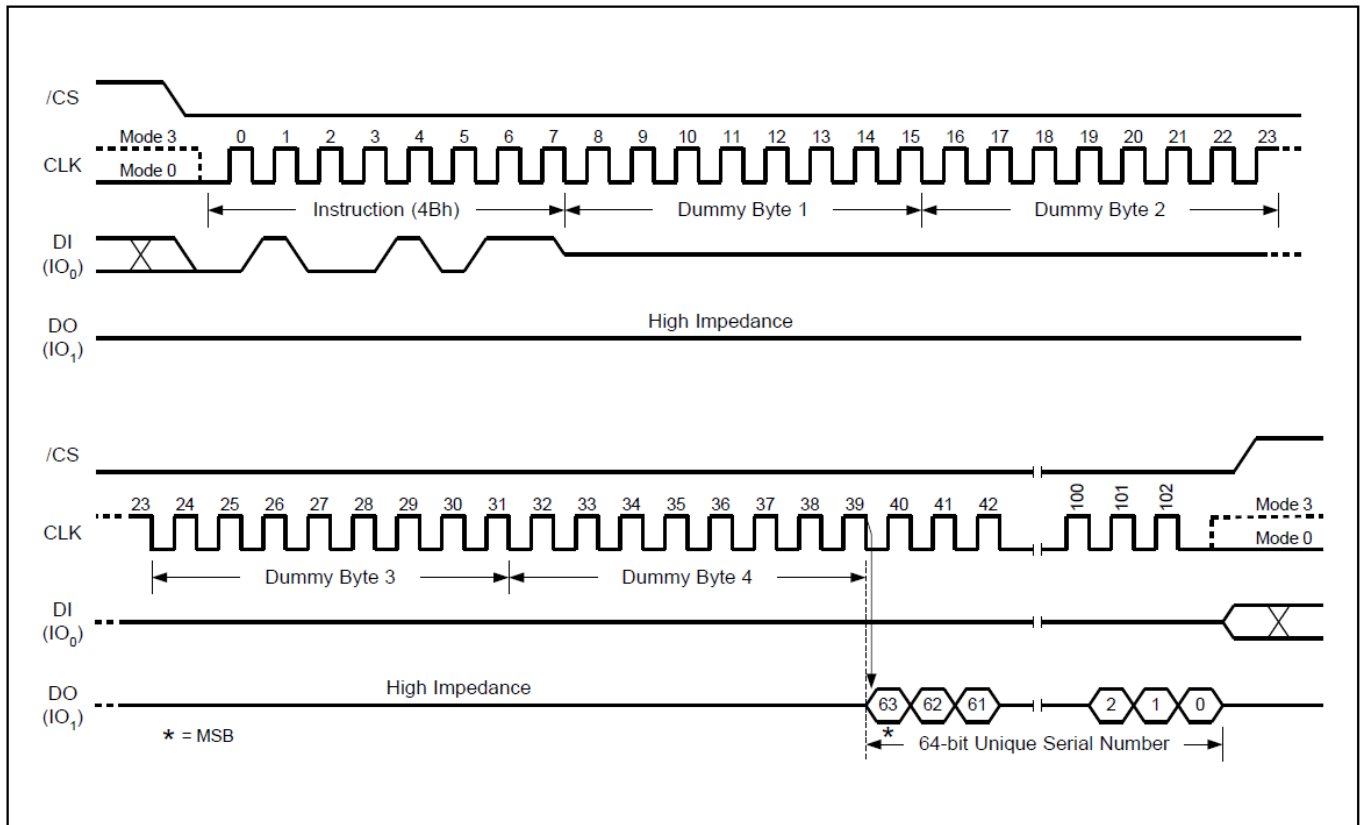 /CS
Mode 3 0 1 2 3 4 5 6 7 8 9 10 11 12 13 14 15 16 17 18 19 20 21 22 23
CLK Mode 0
Instruction (4Bh) Dummy Byte 1 Dummy Byte 2
DI
(IO0)
High Impedance
DO
(IO1)
/CS
23 24 25 26 27 28 29 30 31 32 33 34 35 36 37 38 39 40 41 42 100 101 102 Mode 3
CLK Mode 0
Dummy Byte 3 Dummy Byte 4
DI
(IO0)
High Impedance
DO
(IO1)
63 62 61 2 1 0
* = MSB * 64-bit Unique Serial Number